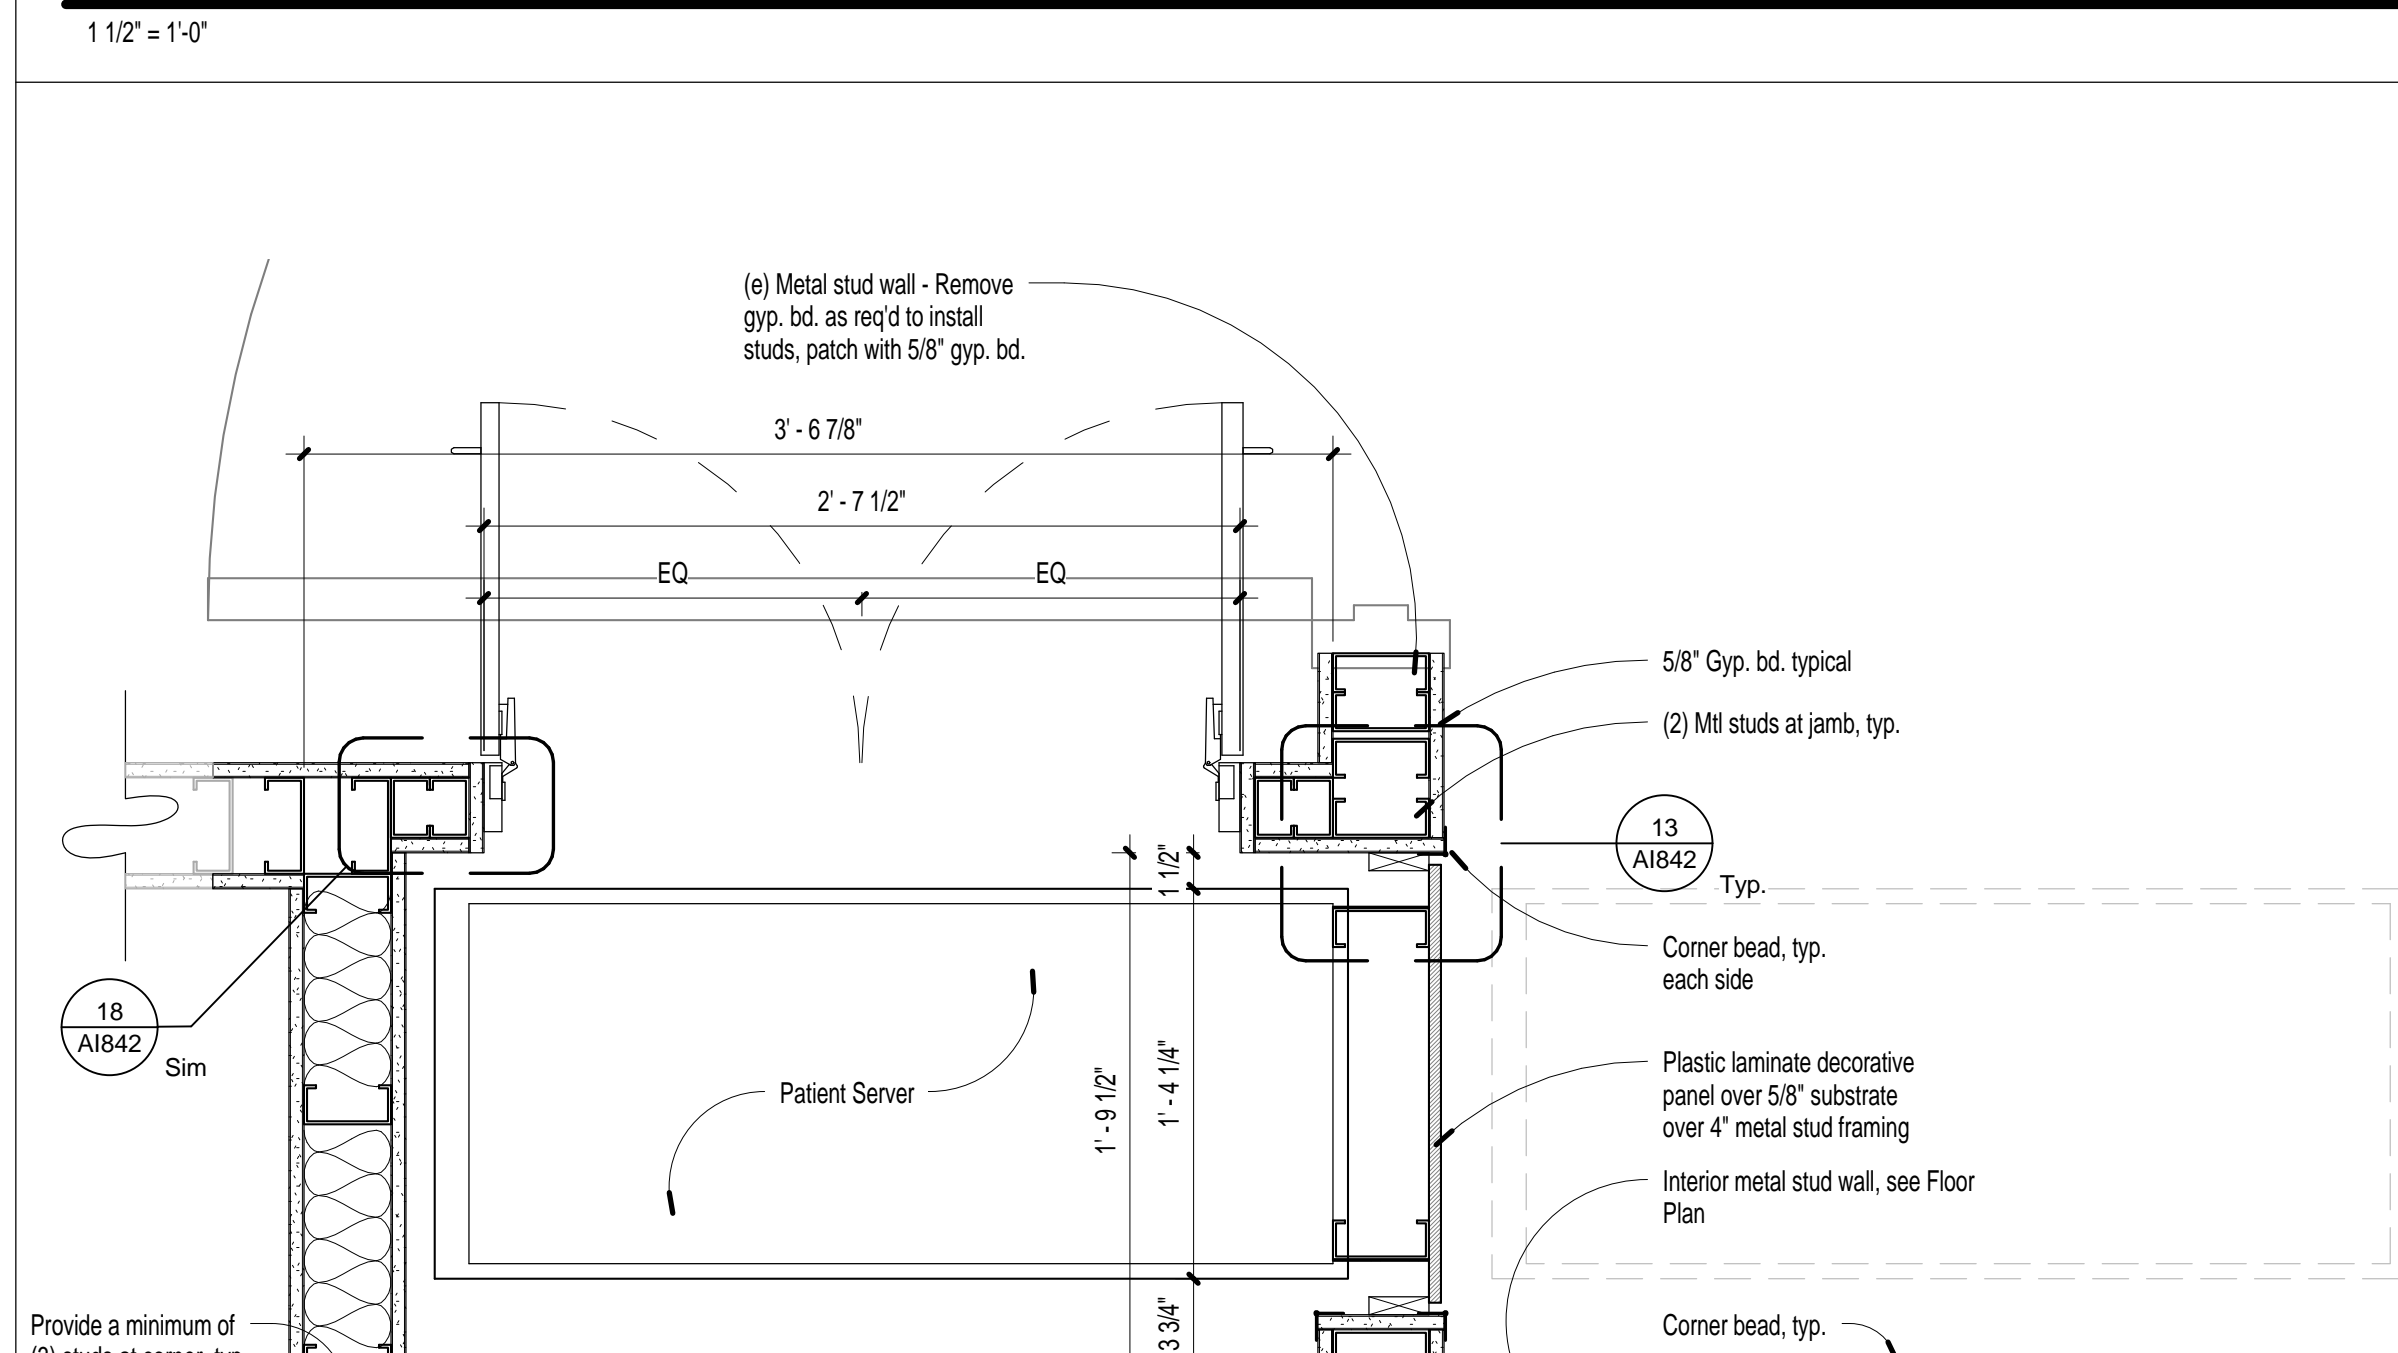 1 1/2" = 1'-0"
(e) Metal stud wall - Remove
gyp. bd. as req'd to install
studs, patch with 5/8" gyp. bd.
3' - 6 7/8"
2' - 7 1/2"
EQ
EQ
5/8" Gyp. bd. typical
(2) Mtl studs at jamb, typ.
13
AI842
Typ.
1 1/2"
Corner bead, typ.
each side
18
AI842
Sim
Patient Server
1' - 9 1/2"
1' - 4 1/4"
Plastic laminate decorative
panel over 5/8" substrate
over 4" metal stud framing
Interior metal stud wall, see Floor
Plan
3 3/4"
Provide a minimum of
Corner bead, typ.